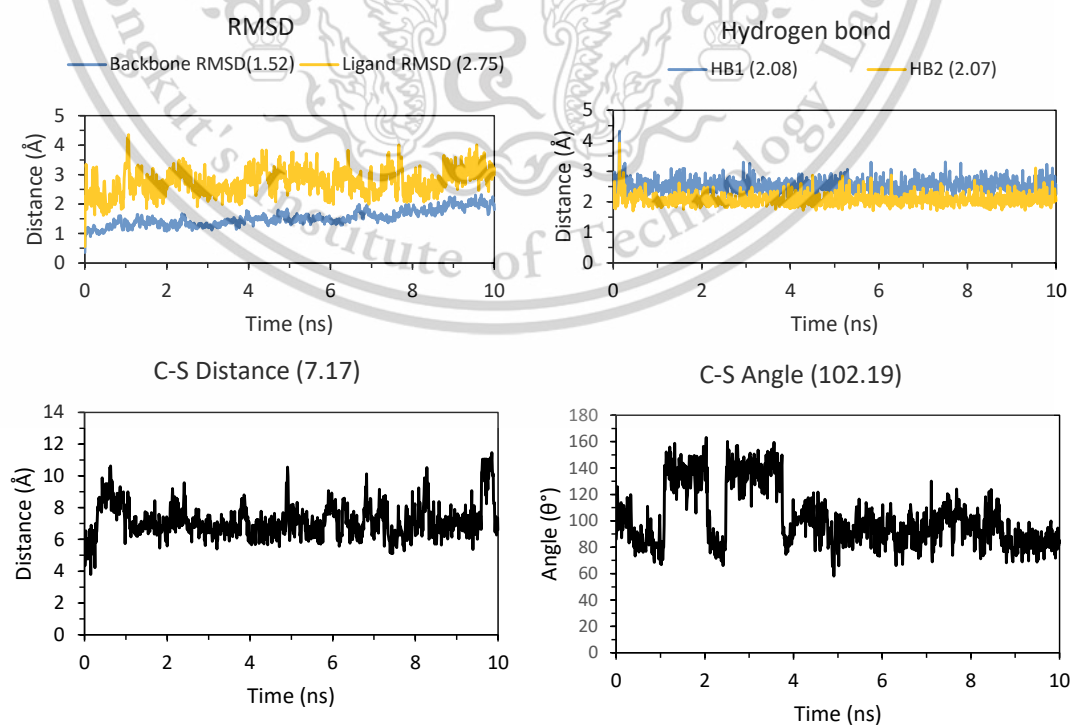 RMSD
Backbone RMSD(1.52) Ligand RMSD (2.75)
Distance (Å)
5
4
3
2
1
0
0 2 4 6 8 10
Time (ns)
Hydrogen bond
HB1 (2.08) HB2 (2.07)
Distance (Å)
5
4
3
2
1
0
0 2 4 6 8 10
Time (ns)
C-S Distance (7.17)
Distance (Å)
14
12
10
8
6
4
2
0
0 2 4 6 8 10
Time (ns)
C-S Angle (102.19)
Angle (θ°)
180
160
140
120
100
80
60
40
20
0
0 2 4 6 8 10
Time (ns)
Institute of Technology